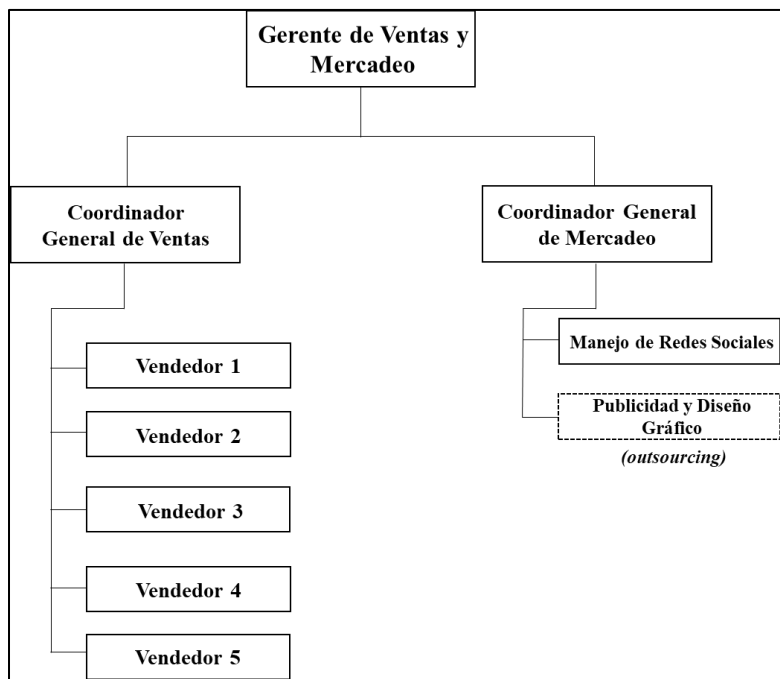 Gerente de Ventas y
Mercadeo
Coordinador
General de Ventas
Coordinador General
de Mercadeo
Vendedor 1
Vendedor 2
Vendedor 3
Vendedor 4
Vendedor 5
Manejo de Redes Sociales
Publicidad y Diseño
Gráfico
(outsourcing)